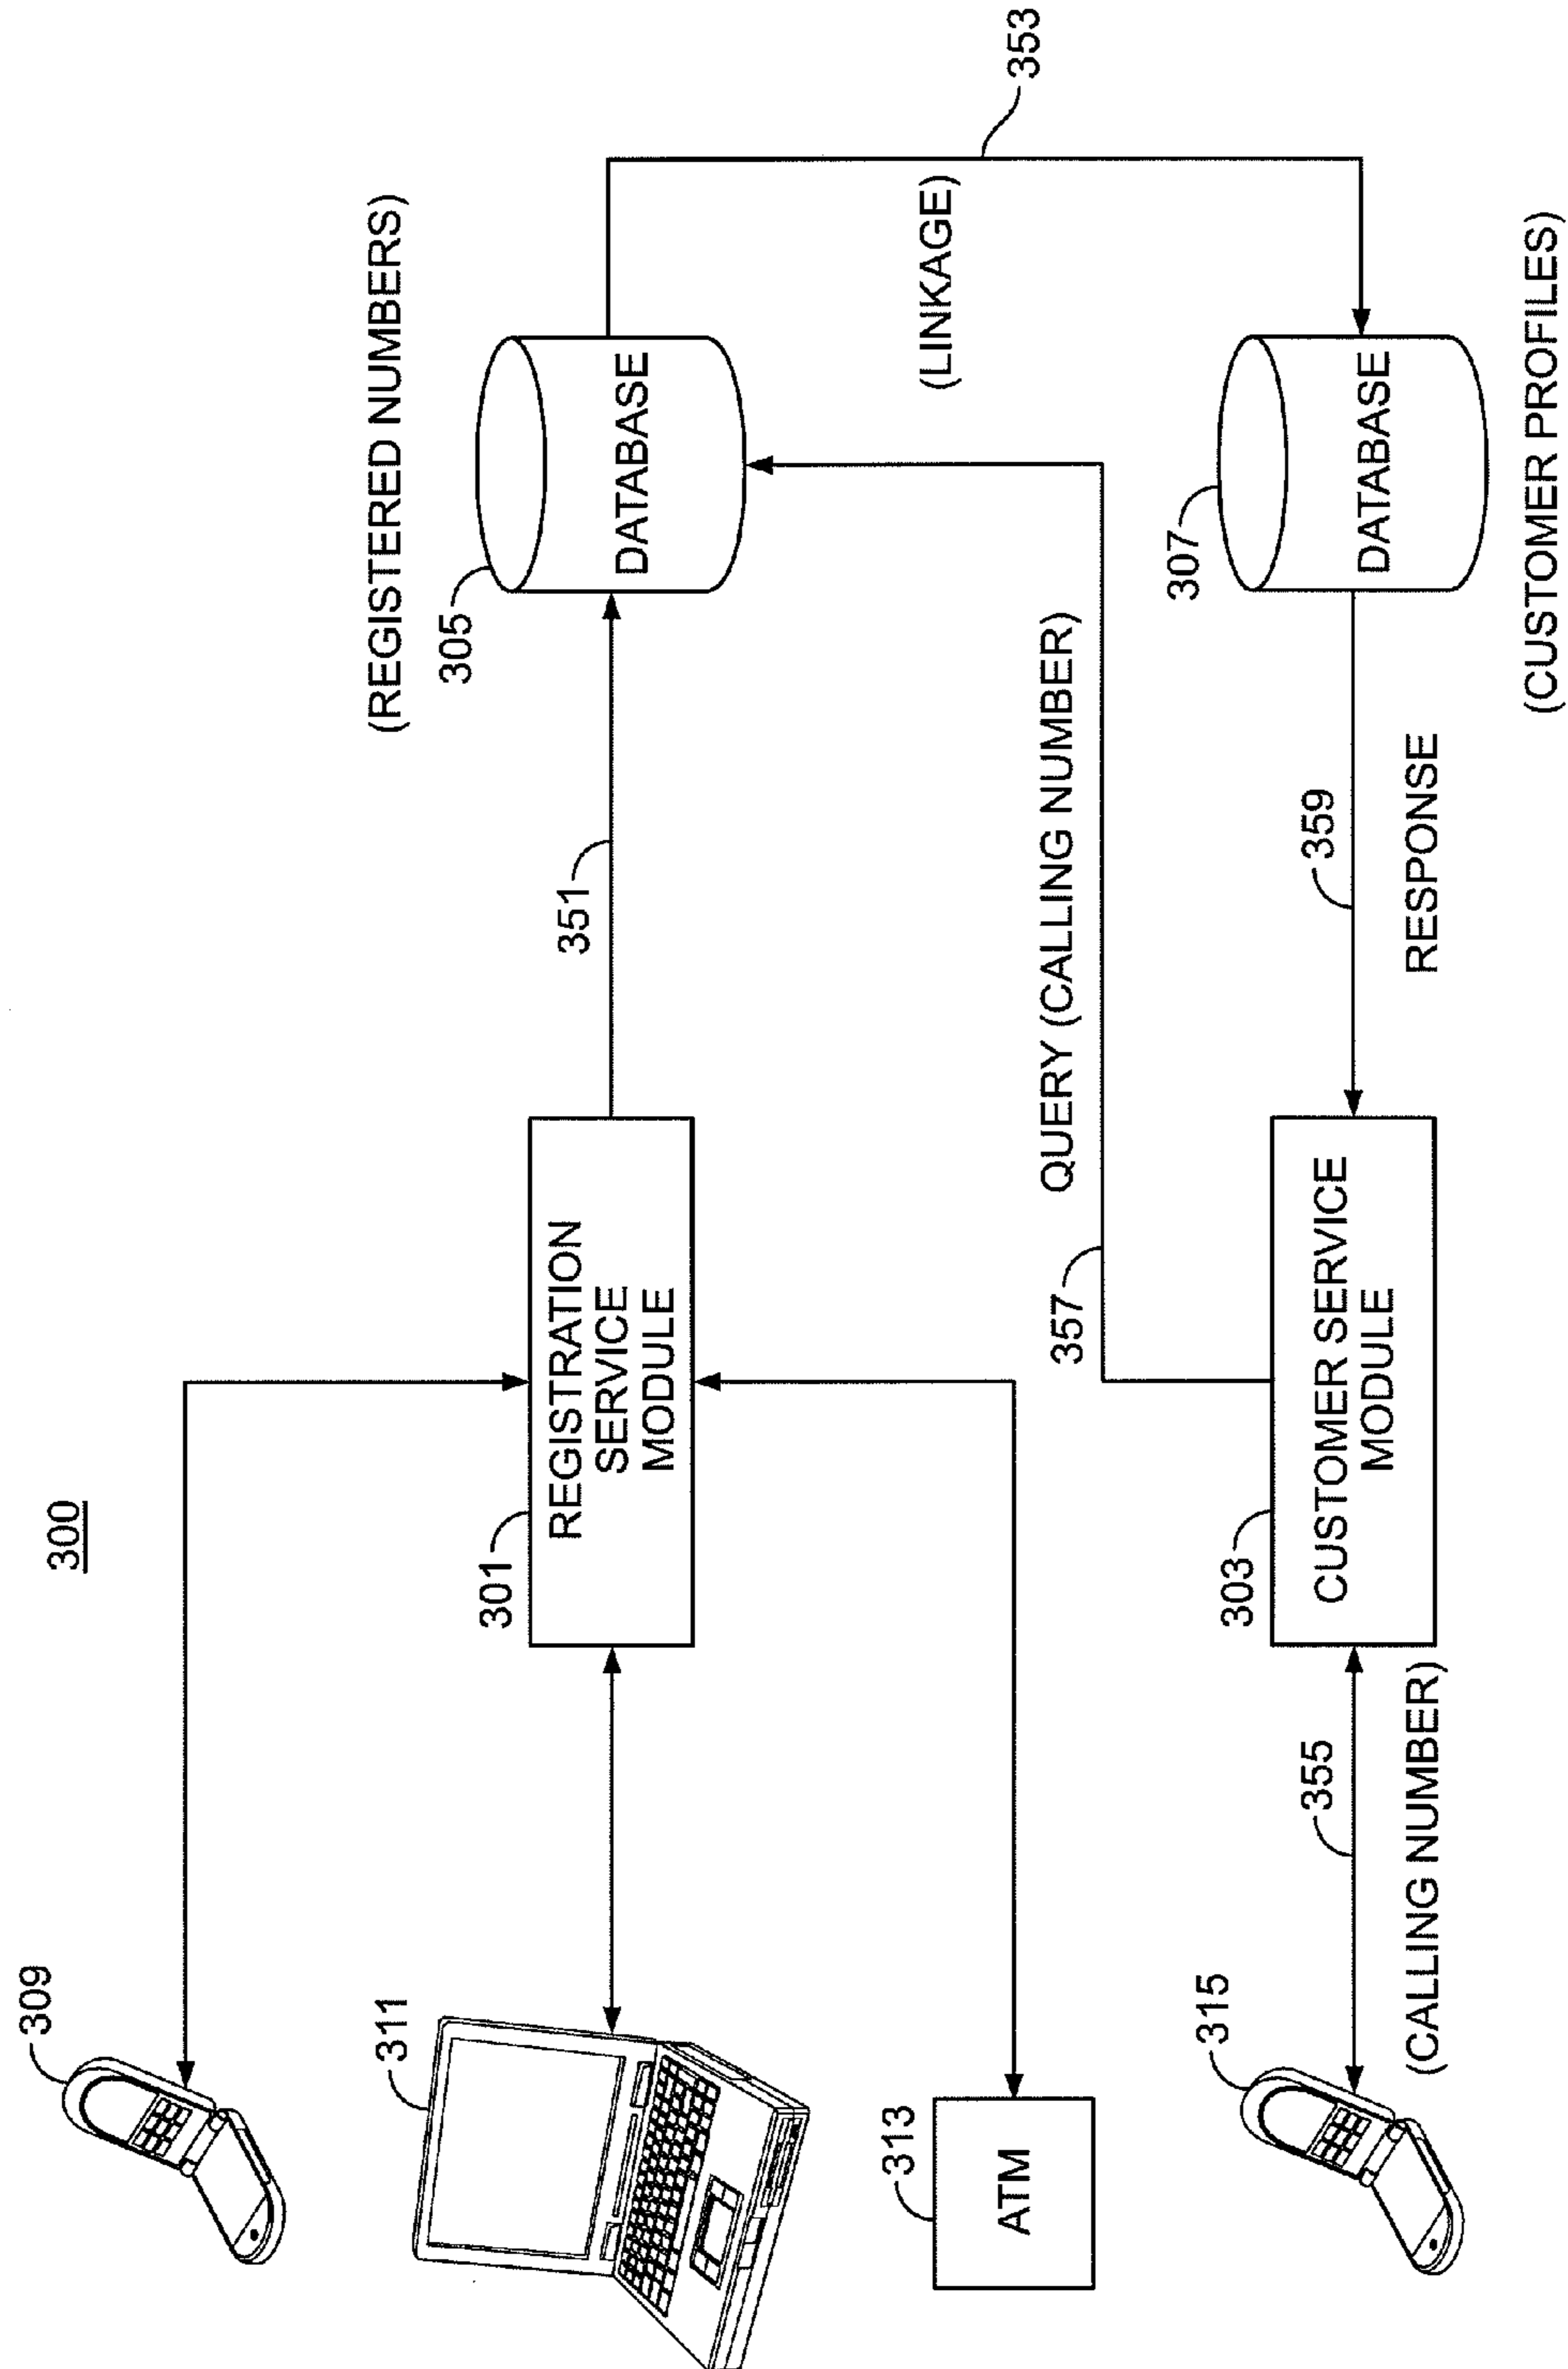 300
309
311
313
ATM
315
301
REGISTRATION
SERVICE
MODULE
351
305
DATABASE
(REGISTERED NUMBERS)
353
(LINKAGE)
QUERY (CALLING NUMBER)
357
303
CUSTOMER SERVICE
MODULE
355
(CALLING NUMBER)
307
DATABASE
(CUSTOMER PROFILES)
359
RESPONSE